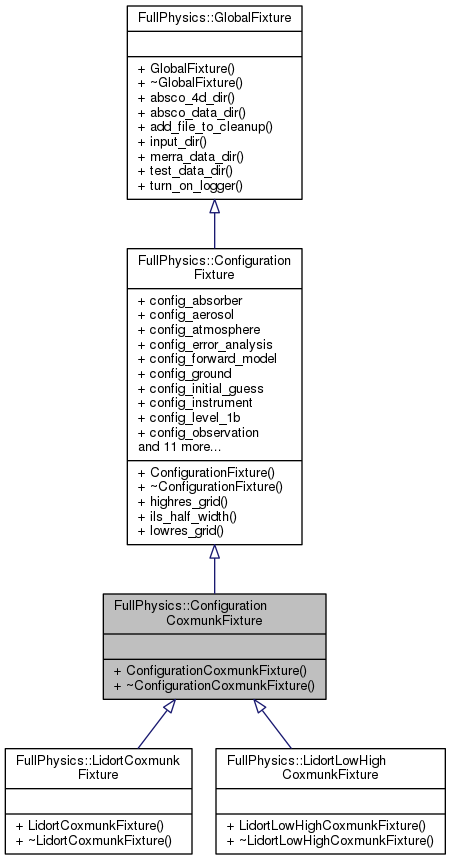 FullPhysics::GlobalFixture
+ GlobalFixture()
+ ~GlobalFixture()
+ absco_4d_dir()
+ absco_data_dir()
+ add_file_to_cleanup()
+ input_dir()
+ merra_data_dir()
+ test_data_dir()
+ turn_on_logger()
FullPhysics::Configuration
Fixture
+ config_absorber
+ config_aerosol
+ config_atmosphere
+ config_error_analysis
+ config_forward_model
+ config_ground
+ config_initial_guess
+ config_instrument
+ config_level_1b
+ config_observation
and 11 more...
+ ConfigurationFixture()
+ ~ConfigurationFixture()
+ highres_grid()
+ ils_half_width()
+ lowres_grid()
FullPhysics::Configuration
CoxmunkFixture
+ ConfigurationCoxmunkFixture()
+ ~ConfigurationCoxmunkFixture()
FullPhysics::LidortCoxmunk
Fixture
+ LidortCoxmunkFixture()
+ ~LidortCoxmunkFixture()
FullPhysics::LidortLowHigh
CoxmunkFixture
+ LidortLowHighCoxmunkFixture()
+ ~LidortLowHighCoxmunkFixture()